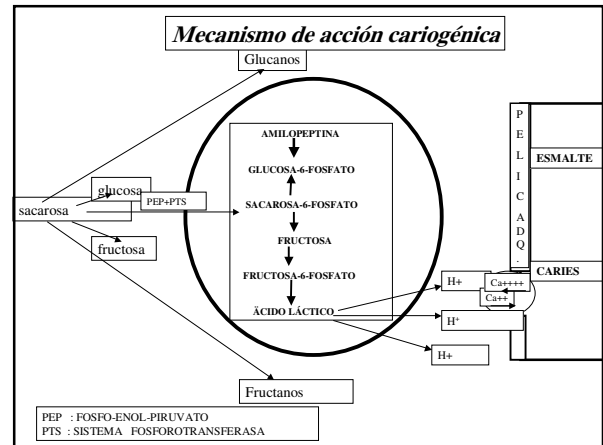 Mecanismo de acción cariogénica
Glucanos
AMILOPEPTINA
GLUCOSA-6-FOSFATO
glucosa
PEP+PTS
sacarosa
SACAROSA-6-FOSFATO
fructosa
FRUCTOSA
FRUCTOSA-6-FOSFATO
ÄCIDO LÁCTICO
H+
H+
H+
Ca++++
Ca++
P
E
L
I
C
ADQ.
ESMALTE
CARIES
Fructanos
PEP : FOSFO-ENOL-PIRUVATO
PTS : SISTEMA FOSFOROTRANSFERASA